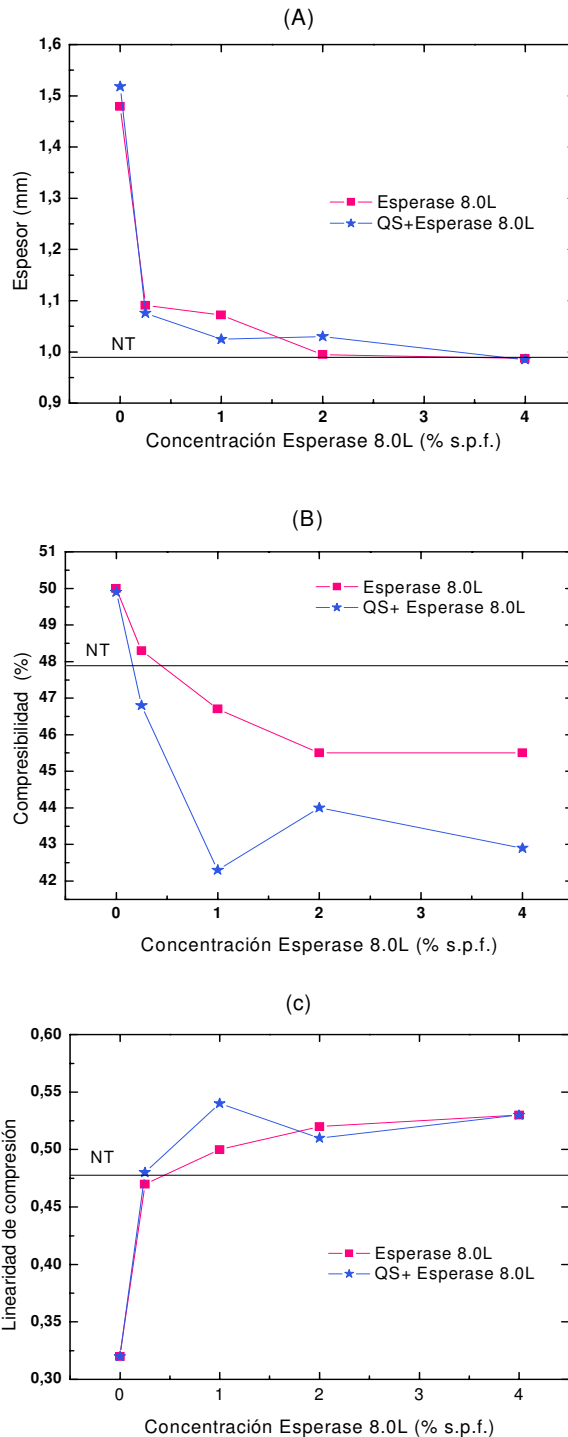 (A)
1,6
1,5
1,4
1,3
1,2
1,1
1,0
0,9
Espesor (mm)
Esperase 8.0L
QS+Esperase 8.0L
NT
0 1 2 3 4
Concentración Esperase 8.0L (% s.p.f.)
(B)
51
50
49
48
47
46
45
44
43
42
Compresibilidad (%)
Esperase 8.0L
QS+ Esperase 8.0L
NT
0 1 2 3 4
Concentración Esperase 8.0L (% s.p.f.)
(c)
0,60
0,55
0,50
0,45
0,40
0,35
0,30
Linearidad de compresión
NT
Esperase 8.0L
QS+ Esperase 8.0L
0 1 2 3 4
Concentración Esperase 8.0L (% s.p.f.)